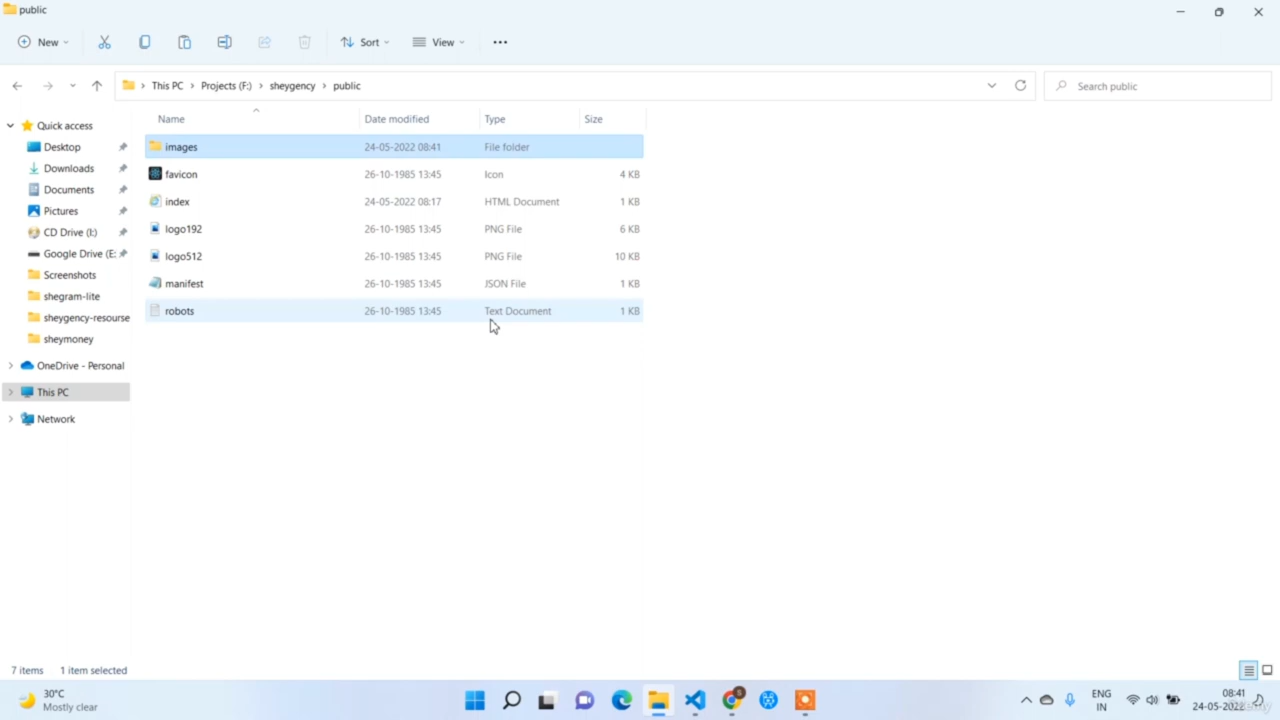 public
New
Sort
View
This PC
Projects (F:)
sheygency
public
Search public
Name
Date modified
Type
Size
Quick access
Desktop
Downloads
Documents
Pictures
CD Drive (I:)
Google Drive (E:
Screenshots
shegram-lite
sheygency-resourse
sheymoney
OneDrive - Personal
This PC
Network
images 24-05-2022 08:41 File folder
favicon 26-10-1985 13:45 Icon 4 KB
index 24-05-2022 08:17 HTML Document 1 KB
logo192 26-10-1985 13:45 PNG File 6 KB
logo512 26-10-1985 13:45 PNG File 10 KB
manifest 26-10-1985 13:45 JSON File 1 KB
robots 26-10-1985 13:45 Text Document 1 KB
7 items 1 item selected
30°C
Mostly clear
5
ENG
IN
08:41
24-05-2022